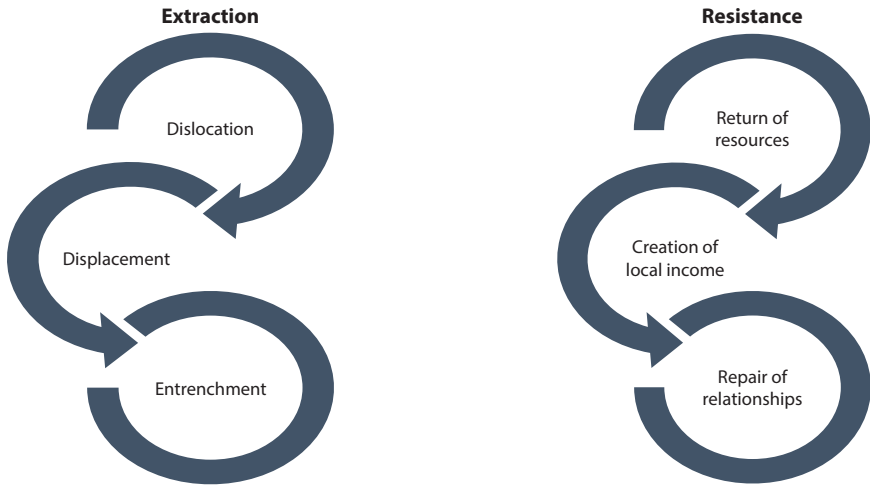 Extraction
Dislocation
Displacement
Entrenchment
Resistance
Return of
resources
Creation of
local income
Repair of
relationships